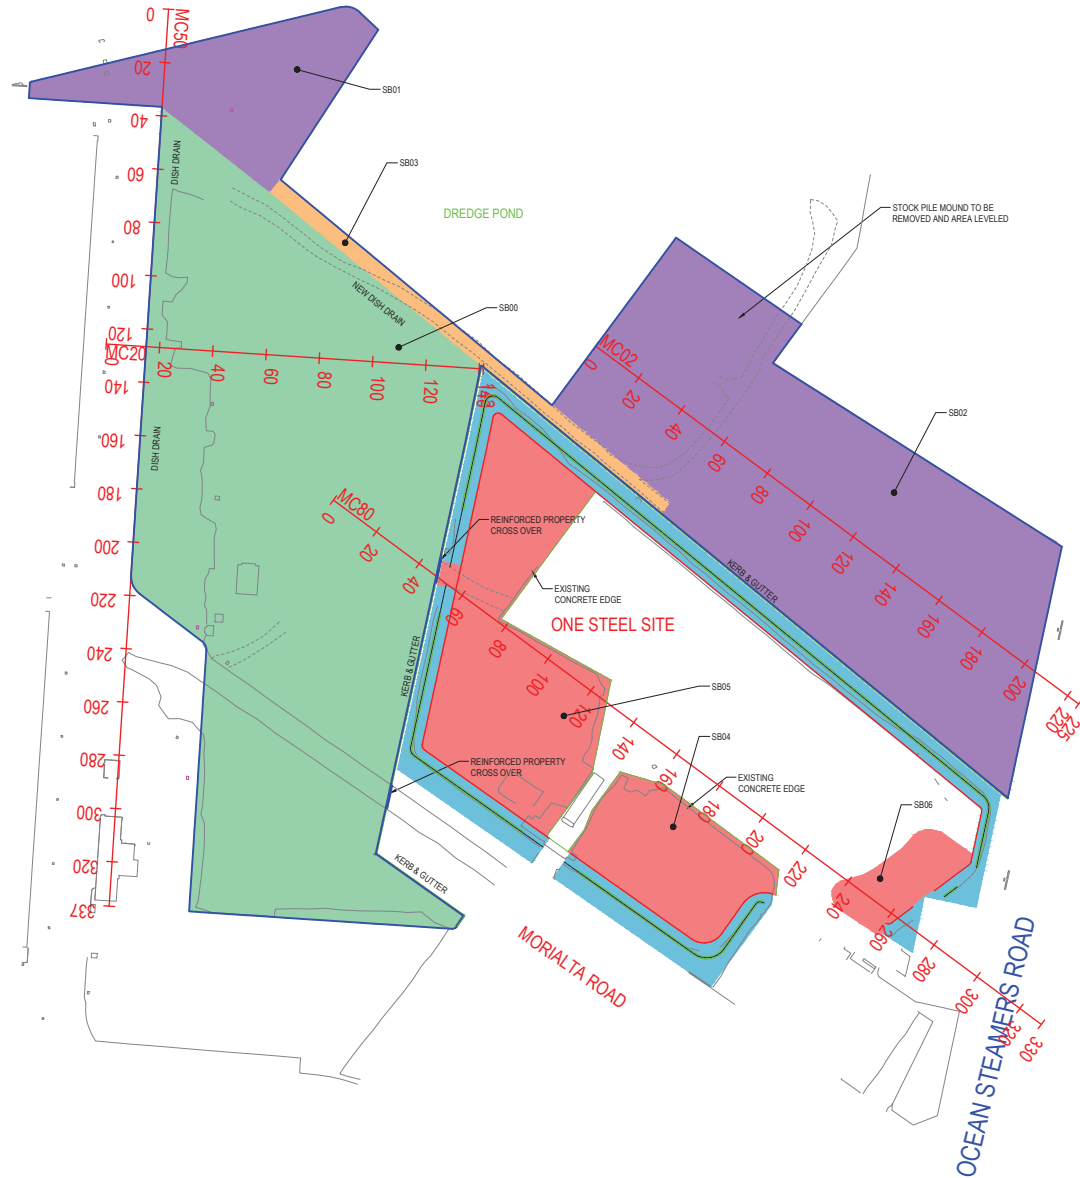 0
MC50
20
40
60
80
100
120
140
160
180
200
220
240
260
280
300
320
337
SB01
SB03
DREDGE POND
STOCK PILE MOUND TO BE
REMOVED AND AREA LEVELED
DISH DRAIN
NEW DISH DRAIN
SB00
MC20
20
40
60
80
100
120
DISH DRAIN
MC02
0
20
40
60
80
100
120
140
160
180
200
220
225
SB02
KERB & GUTTER
MC80
0
20
40
60
80
100
120
140
160
180
200
220
240
260
280
300
320
330
REINFORCED PROPERTY
CROSS OVER
EXISTING
CONCRETE EDGE
ONE STEEL SITE
KERB & GUTTER
SB05
SB04
REINFORCED PROPERTY
CROSS OVER
EXISTING
CONCRETE EDGE
SB06
KERB & GUTTER
MORIALTA ROAD
OCEAN STEAMERS ROAD